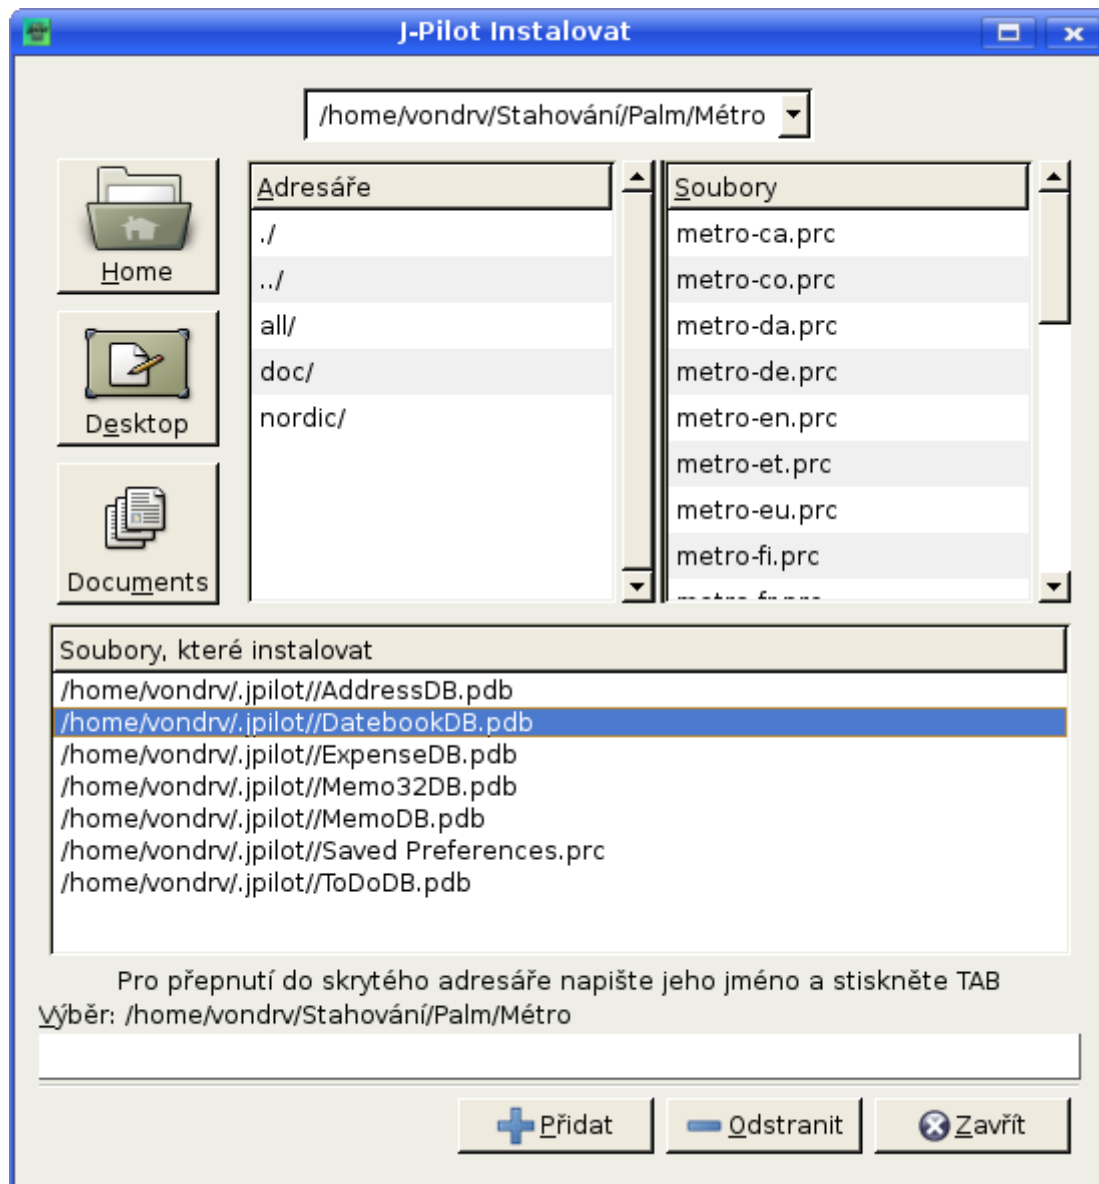 J-Pilot Instalovat
/home/vondrv/Stahování/Palm/Métro
Home
Desktop
Documents
Adresáře
./
../
all/
doc/
nordic/
Soubory
metro-ca.prc
metro-co.prc
metro-da.prc
metro-de.prc
metro-en.prc
metro-et.prc
metro-eu.prc
metro-fi.prc
metro-fr.prc
Soubory, které instalovat
/home/vondrv/.jpilot//AddressDB.pdb
/home/vondrv/.jpilot//DatebookDB.pdb
/home/vondrv/.jpilot//ExpenseDB.pdb
/home/vondrv/.jpilot//Memo32DB.pdb
/home/vondrv/.jpilot//MemoDB.pdb
/home/vondrv/.jpilot//Saved Preferences.prc
/home/vondrv/.jpilot//ToDoDB.pdb
Pro přepnutí do skrytého adresáře napište jeho jméno a stiskněte TAB
Výběr: /home/vondrv/Stahování/Palm/Métro
Přidat
Odstranit
Zavřít